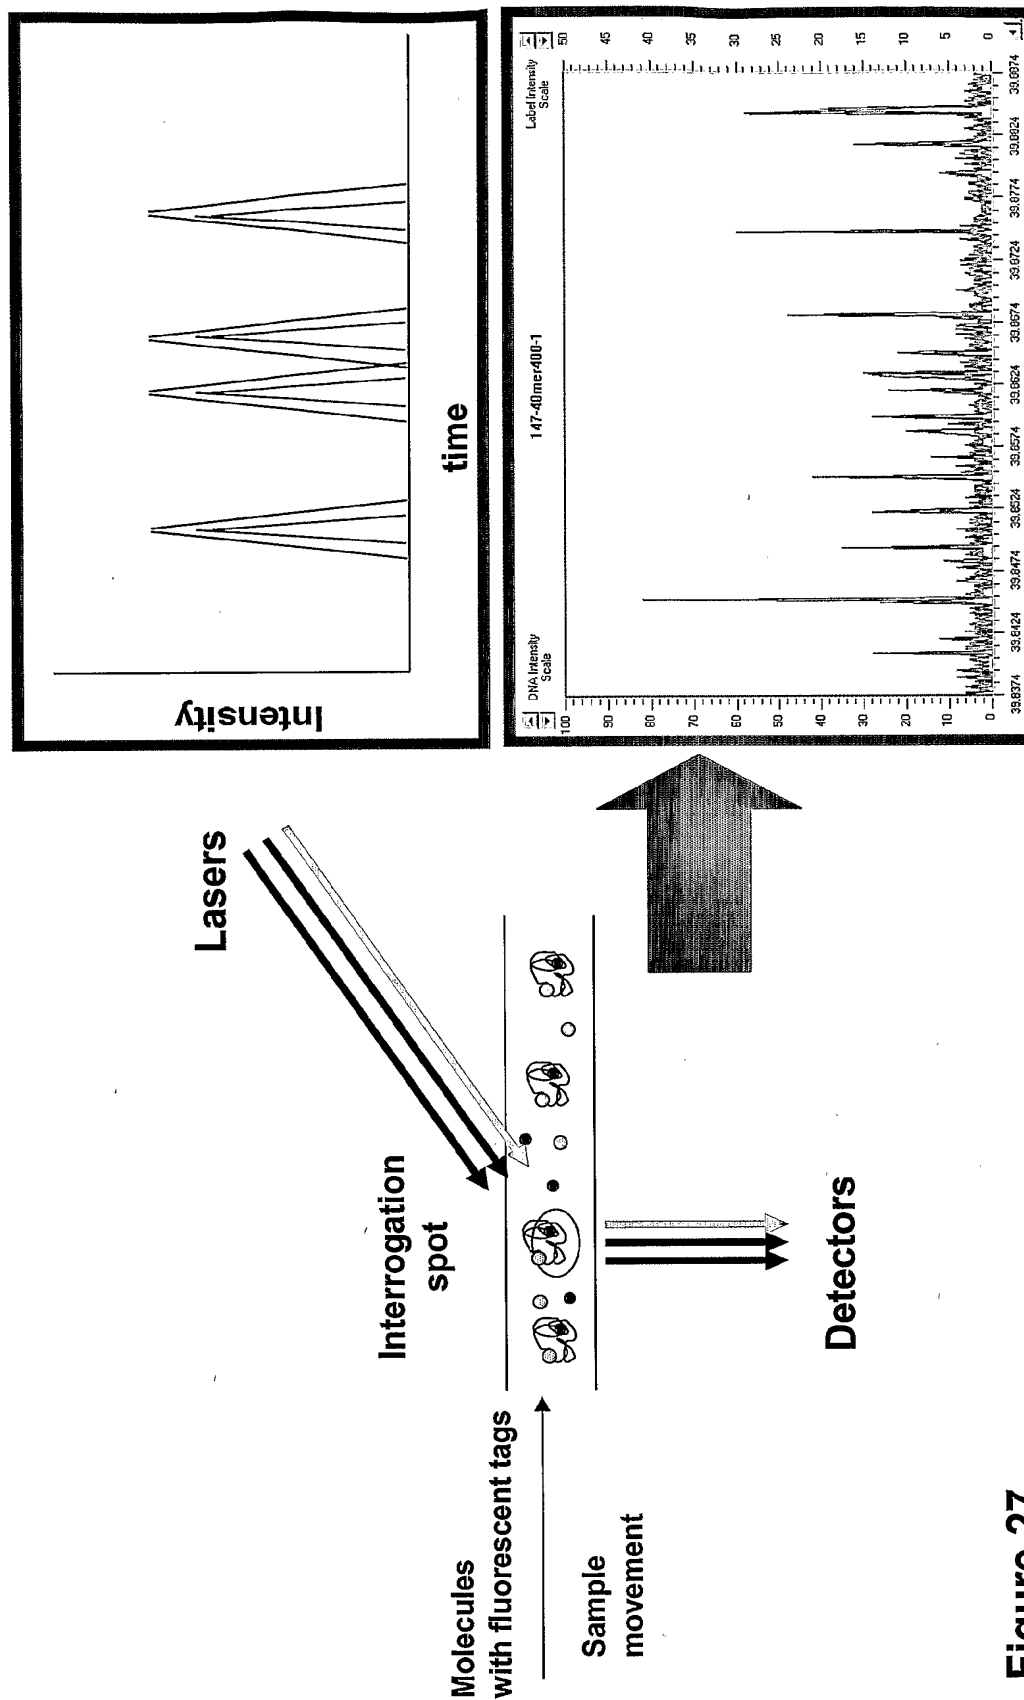 Molecules
with fluorescent tags
Sample
movement
Interrogation
spot
Lasers
Detectors
Intensity
time
DNA Intensity
Scale
147-40mer400-1
Label Intensity
Scale
100
90
80
70
60
50
40
30
20
10
0
50
45
40
35
30
25
20
15
10
5
0
39.8374
39.8424
39.8474
39.8524
39.8574
39.8624
39.8674
39.8724
39.8774
39.8824
39.8874
Figure 27